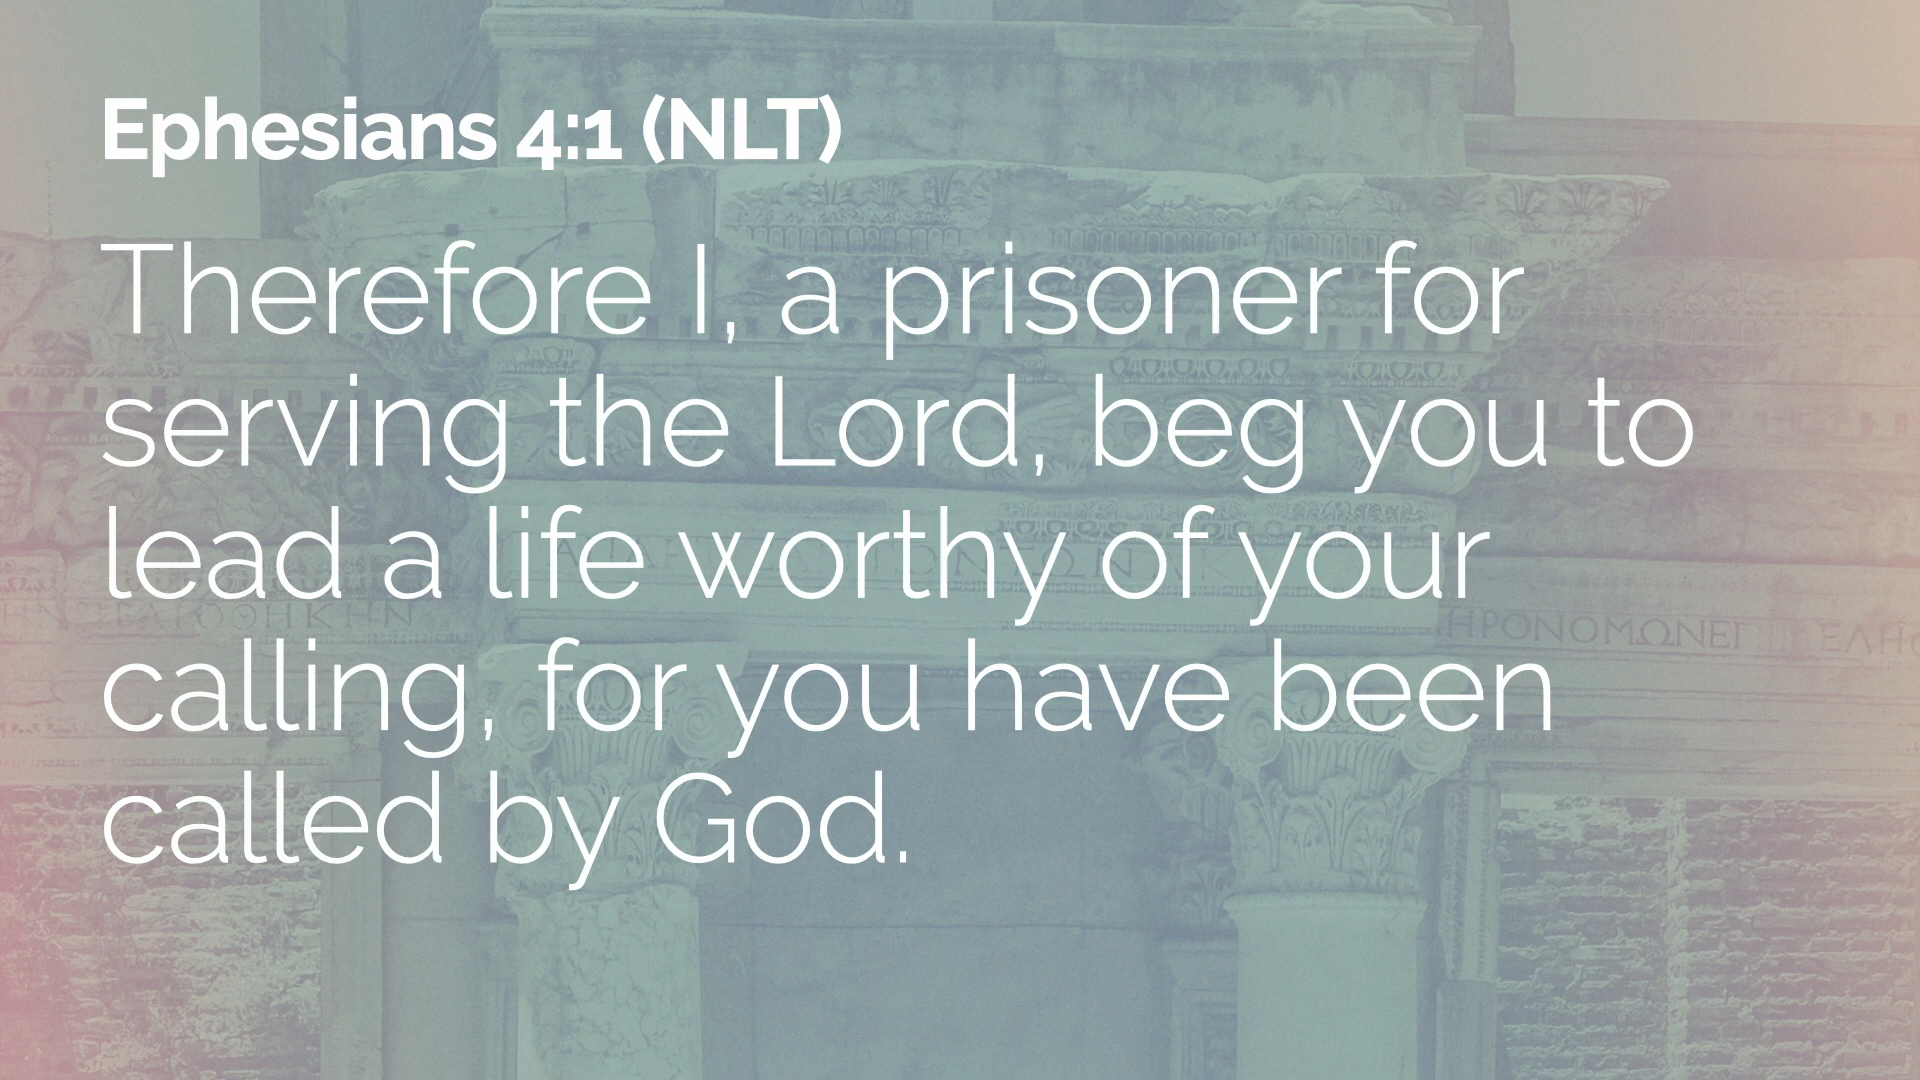 Ephesians 4:1 (NLT)
Therefore I, a prisoner for
serving the Lord, beg you to
lead a life worthy of your
calling, for you have been
called by God.
ΗΡΟΝΟΜΩΝΕΙ